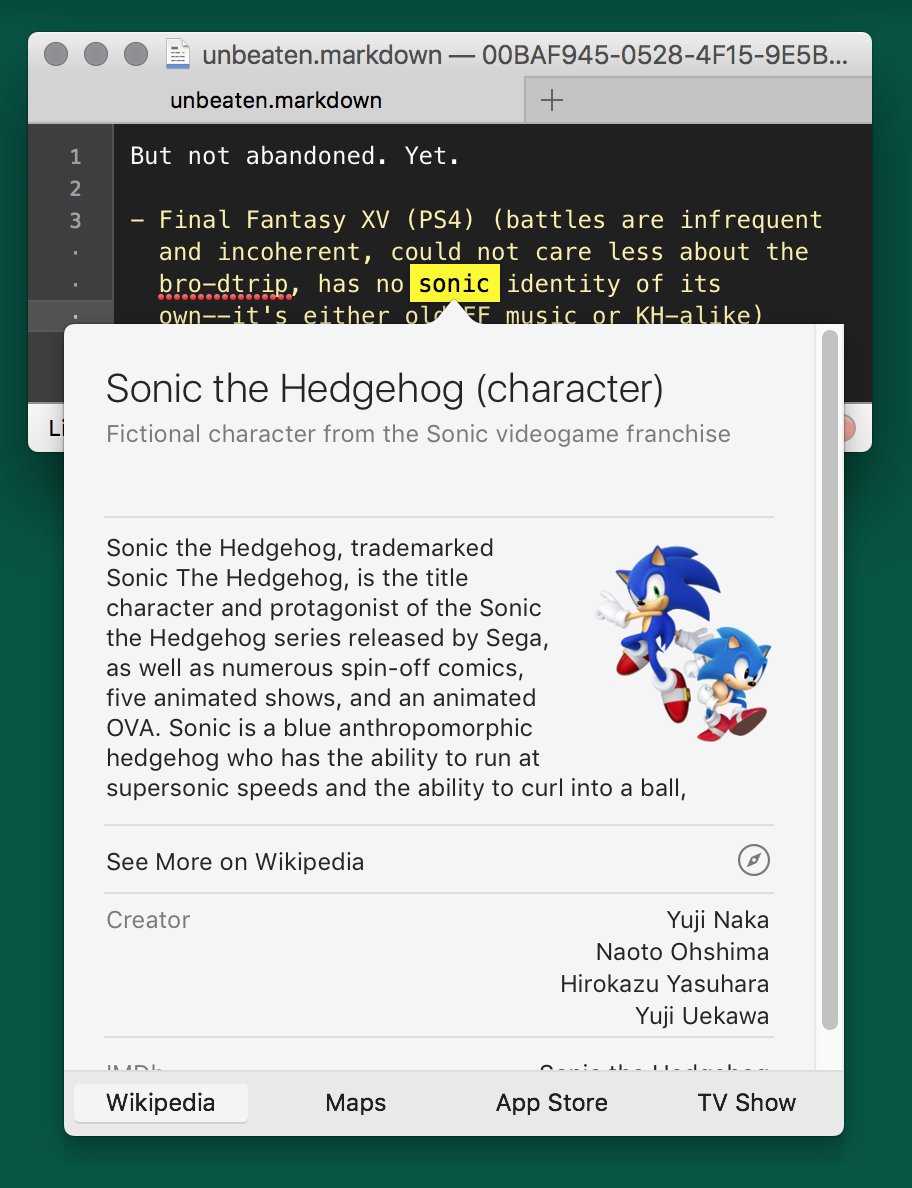 unbeaten.markdown — 00BAF945-0528-4F15-9E5B...
unbeaten.markdown
1 But not abandoned. Yet.
2
3 - Final Fantasy XV (PS4) (battles are infrequent
· and incoherent, could not care less about the
· bro-dtrip, has no sonic identity of its
· own--it's either old FF music or KH-alike)
Li
Sonic the Hedgehog (character)
Fictional character from the Sonic videogame franchise
Sonic the Hedgehog, trademarked
Sonic The Hedgehog, is the title
character and protagonist of the Sonic
the Hedgehog series released by Sega,
as well as numerous spin-off comics,
five animated shows, and an animated
OVA. Sonic is a blue anthropomorphic
hedgehog who has the ability to run at
supersonic speeds and the ability to curl into a ball,
See More on Wikipedia
Creator Yuji Naka
Naoto Ohshima
Hirokazu Yasuhara
Yuji Uekawa
IMDb Sonic the Hedgehog
Wikipedia Maps App Store TV Show